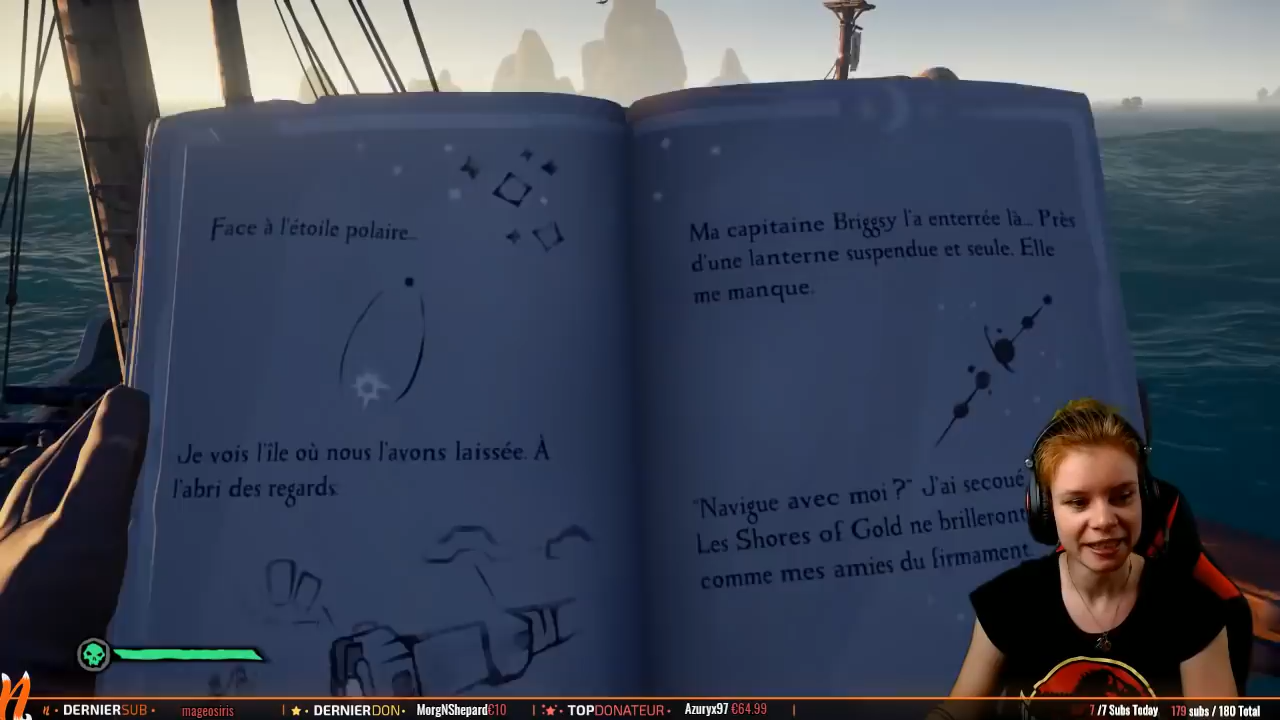 Face à l'étoile polaire...
Je vois l'île où nous l'avons laissée. À
l'abri des regards.
Ma capitaine Briggsy l'a enterrée là... Près
d'une lanterne suspendue et seule. Elle
me manque.
"Navigue avec moi ?" J'ai secoué
Les Shores of Gold ne brilleront
comme mes amies du firmament.
DERNIERSUB
mageosiris
DERNIERDON
MorgNShepard€10
TOPDONATEUR
Azuryx97 €64.99
7 /7 Subs Today
179 subs / 180 Total